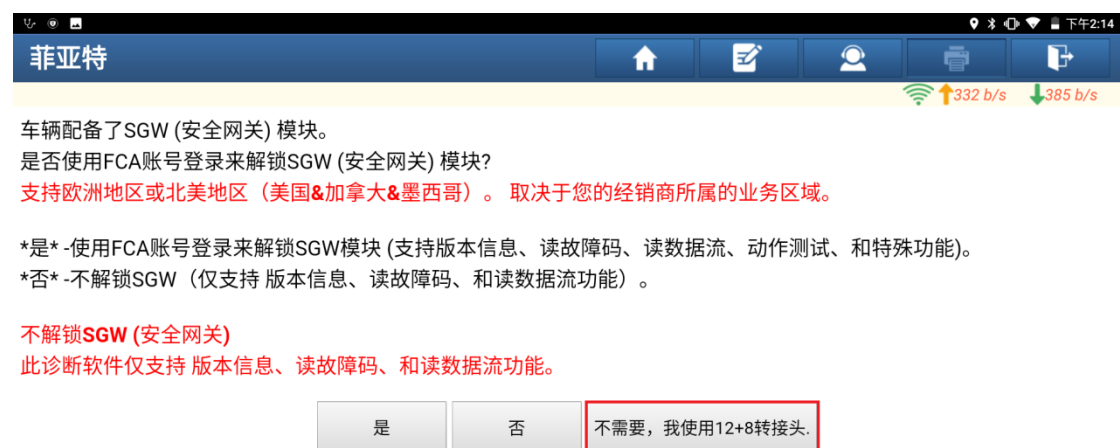 下午2:14
菲亚特
332 b/s 385 b/s
车辆配备了SGW (安全网关) 模块。
是否使用FCA账号登录来解锁SGW (安全网关) 模块?
支持欧洲地区或北美地区（美国&加拿大&墨西哥）。 取决于您的经销商所属的业务区域。
*是* -使用FCA账号登录来解锁SGW模块 (支持版本信息、读故障码、读数据流、动作测试、和特殊功能)。
*否* -不解锁SGW（仅支持 版本信息、读故障码、和读数据流功能）。
不解锁SGW (安全网关)
此诊断软件仅支持 版本信息、读故障码、和读数据流功能。
是 否 不需要，我使用12+8转接头.